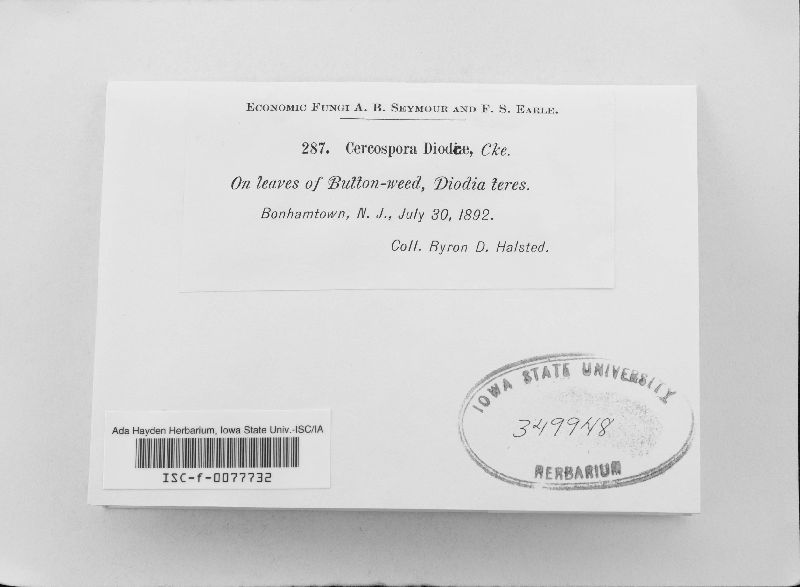 Economic Fungi A. B. Seymour and F. S. Earle.
287. Cercospora Diodiæ, Cke.
On leaves of Button-weed, Diodia teres.
Bonhamtown, N. J., July 30, 1892.
Coll. Byron D. Halsted.
IOWA STATE UNIVERSITY
349948
HERBARIUM
Ada Hayden Herbarium, Iowa State Univ.-ISC/IA
ISC-f-0077732